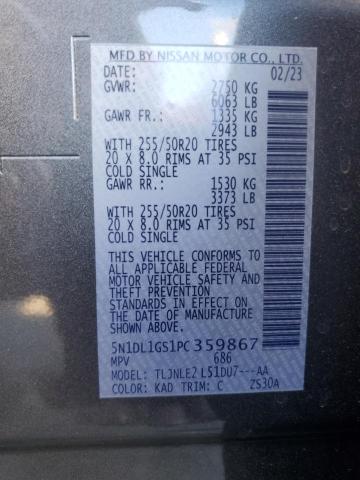 MFD BY NISSAN MOTOR CO., LTD.
DATE: 02/23
GVWR: 2750 KG
6063 LB
GAWR FR.: 1335 KG
2943 LB
WITH 255/50R20 TIRES
20 X 8.0 RIMS AT 35 PSI
COLD SINGLE
GAWR RR.: 1530 KG
3373 LB
WITH 255/50R20 TIRES
20 X 8.0 RIMS AT 35 PSI
COLD SINGLE
THIS VEHICLE CONFORMS TO
ALL APPLICABLE FEDERAL
MOTOR VEHICLE SAFETY AND
THEFT PREVENTION
STANDARDS IN EFFECT ON
THE DATE OF MANUFACTURE
SHOWN ABOVE.
5N1DL1GS1PC359867
MPV 686
MODEL: TLJNLE2 L51DU7---AA
COLOR: KAD TRIM: C ZS30A